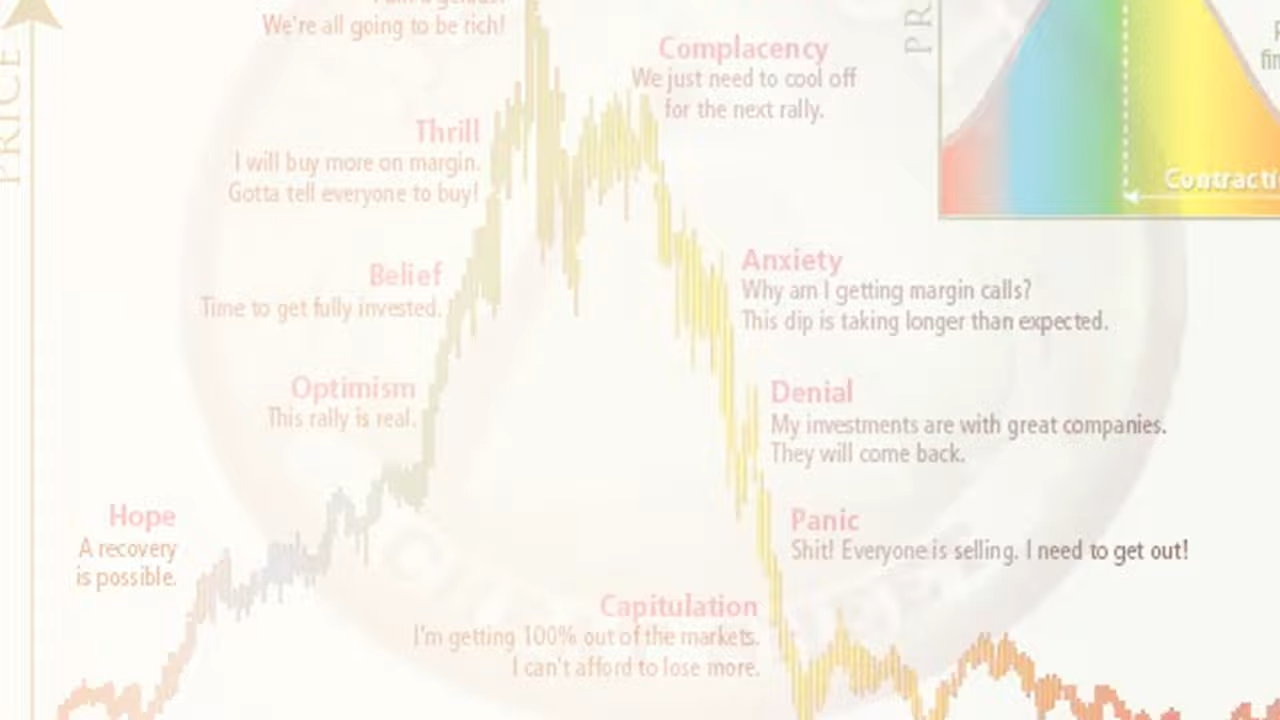 We're all going to be rich!
PRICE
Thrill
I will buy more on margin.
Gotta tell everyone to buy!
Belief
Time to get fully invested.
Optimism
This rally is real.
Hope
A recovery
is possible.
Complacency
We just need to cool off
for the next rally.
Anxiety
Why am I getting margin calls?
This dip is taking longer than expected.
Denial
My investments are with great companies.
They will come back.
Panic
Shit! Everyone is selling. I need to get out!
Capitulation
I'm getting 100% out of the markets.
I can't afford to lose more.
PR
Contracti